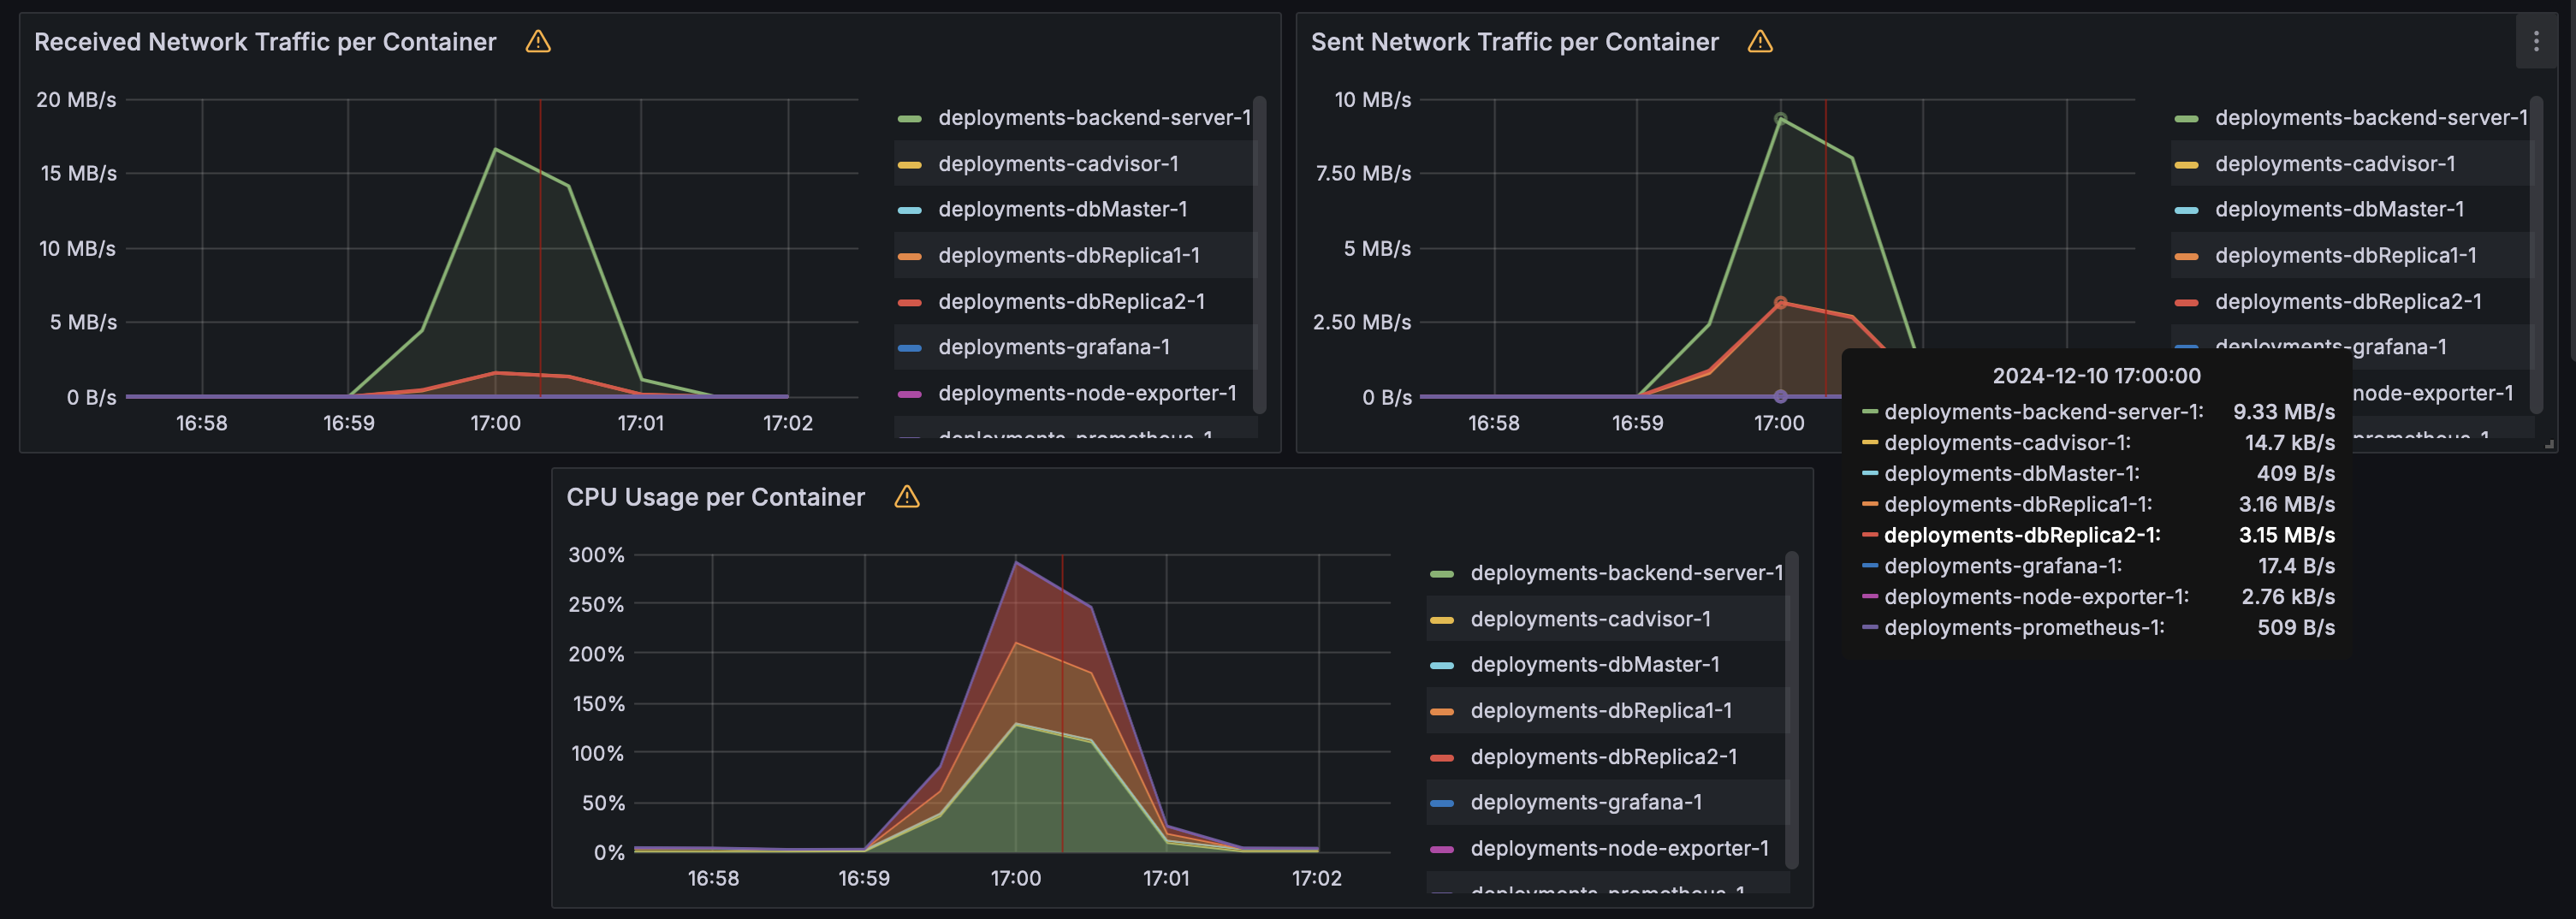 Received Network Traffic per Container
20 MB/s
15 MB/s
10 MB/s
5 MB/s
0 B/s
16:58 16:59 17:00 17:01 17:02
deployments-backend-server-1
deployments-cadvisor-1
deployments-dbMaster-1
deployments-dbReplica1-1
deployments-dbReplica2-1
deployments-grafana-1
deployments-node-exporter-1
deployments-prometheus-1
Sent Network Traffic per Container
10 MB/s
7.50 MB/s
5 MB/s
2.50 MB/s
0 B/s
16:58 16:59 17:00
deployments-backend-server-1
deployments-cadvisor-1
deployments-dbMaster-1
deployments-dbReplica1-1
deployments-dbReplica2-1
deployments-grafana-1
node-exporter-1
prometheus-1
2024-12-10 17:00:00
deployments-backend-server-1: 9.33 MB/s
deployments-cadvisor-1: 14.7 kB/s
deployments-dbMaster-1: 409 B/s
deployments-dbReplica1-1: 3.16 MB/s
deployments-dbReplica2-1: 3.15 MB/s
deployments-grafana-1: 17.4 B/s
deployments-node-exporter-1: 2.76 kB/s
deployments-prometheus-1: 509 B/s
CPU Usage per Container
300%
250%
200%
150%
100%
50%
0%
16:58 16:59 17:00 17:01 17:02
deployments-backend-server-1
deployments-cadvisor-1
deployments-dbMaster-1
deployments-dbReplica1-1
deployments-dbReplica2-1
deployments-grafana-1
deployments-node-exporter-1
deployments-prometheus-1